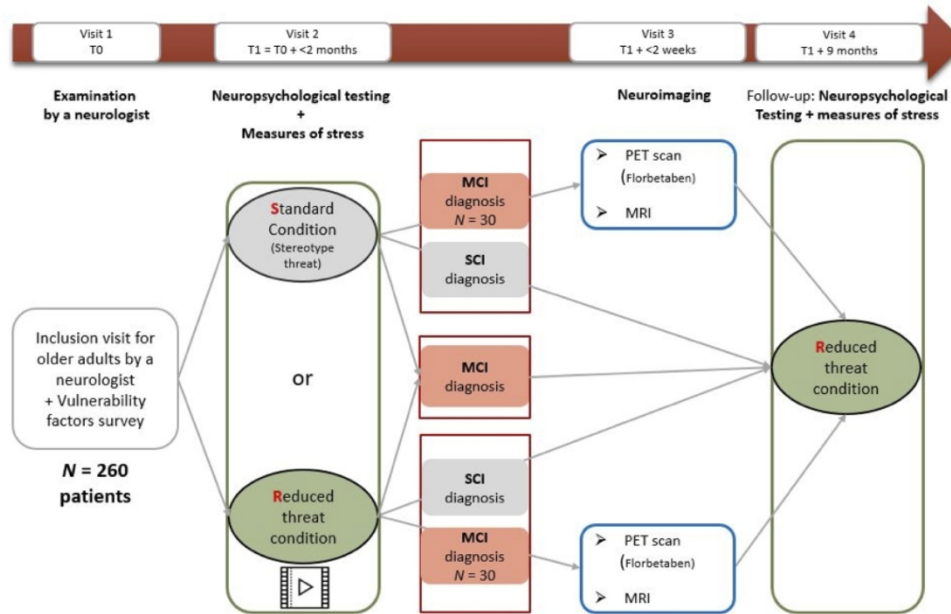 Visit 1
T0
Visit 2
T1 = T0 + <2 months
Visit 3
T1 + <2 weeks
Visit 4
T1 + 9 months
Examination
by a neurologist
Neuropsychological testing
+
Measures of stress
Neuroimaging
Follow-up: Neuropsychological
Testing + measures of stress
Inclusion visit for
older adults by a
neurologist
+ Vulnerability
factors survey
N = 260
patients
Standard
Condition
(Stereotype
threat)
or
Reduced
threat
condition
MCI
diagnosis
N = 30
SCI
diagnosis
MCI
diagnosis
SCI
diagnosis
MCI
diagnosis
N = 30
➢ PET scan
(Florbetaben)
➢ MRI
➢ PET scan
(Florbetaben)
➢ MRI
Reduced
threat
condition